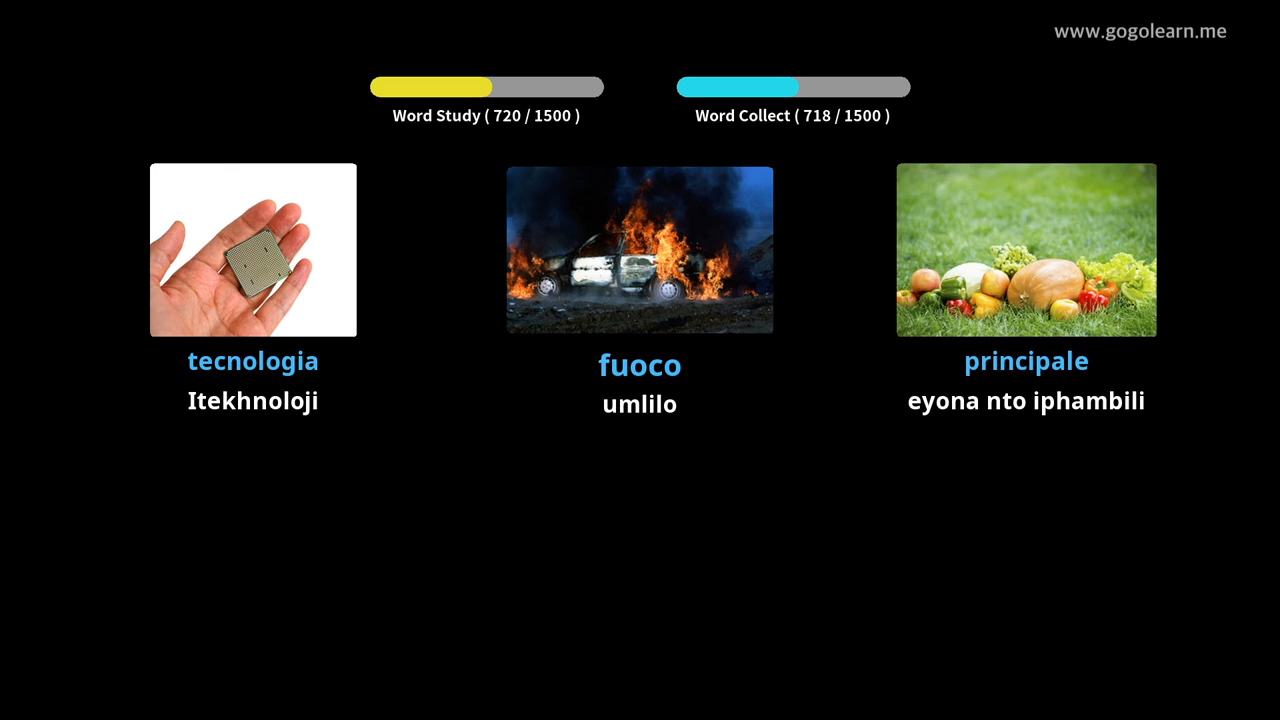 www.gogolearn.me
Word Study ( 720 / 1500 )
Word Collect ( 718 / 1500 )
tecnologia
Itekhnoloji
fuoco
umlilo
principale
eyona nto iphambili